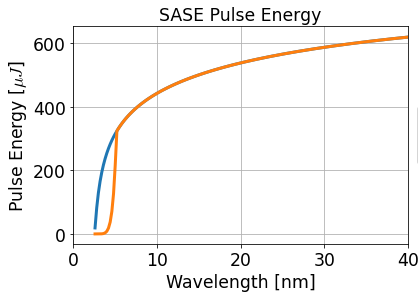 SASE Pulse Energy
Pulse Energy [μJ]
600
400
200
0
0 10 20 30 40
Wavelength [nm]